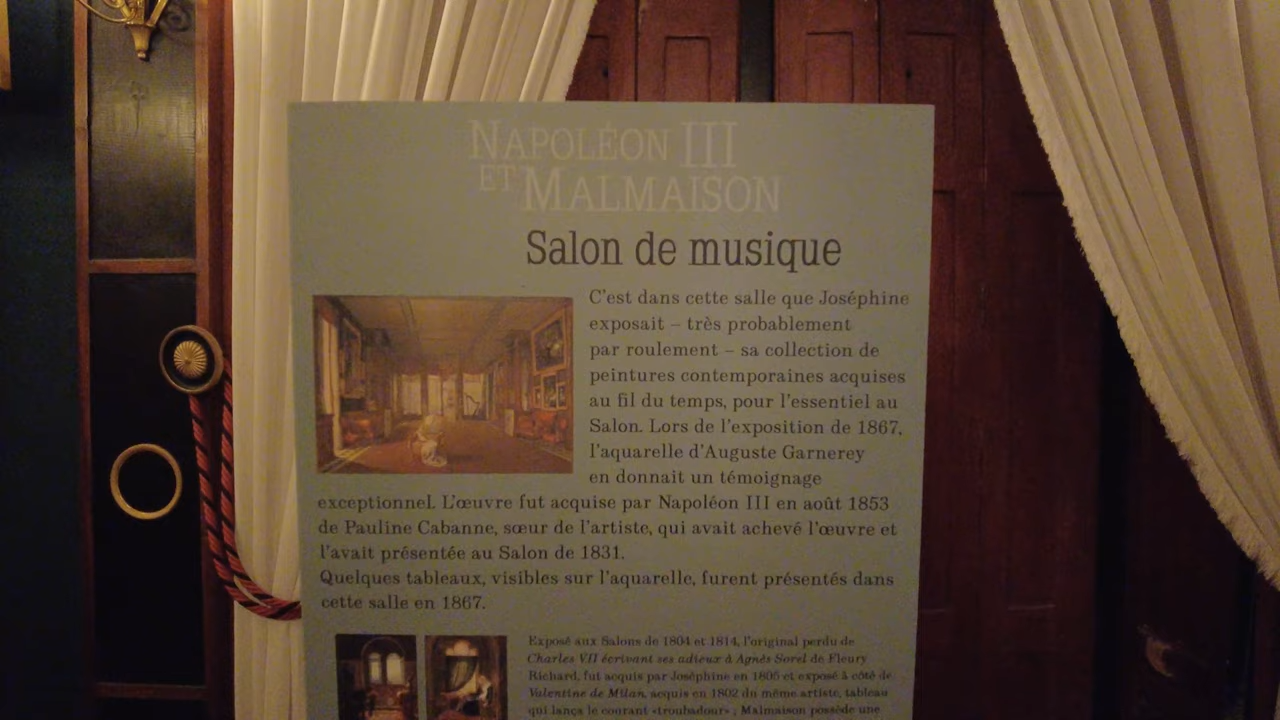 NAPOLÉON III
ET MALMAISON
Salon de musique
C'est dans cette salle que Joséphine
exposait – très probablement
par roulement – sa collection de
peintures contemporaines acquises
au fil du temps, pour l'essentiel au
Salon. Lors de l'exposition de 1867,
l'aquarelle d'Auguste Garnerey
en donnait un témoignage
exceptionnel. L'œuvre fut acquise par Napoléon III en août 1853
de Pauline Cabanne, sœur de l'artiste, qui avait achevé l'œuvre et
l'avait présentée au Salon de 1831.
Quelques tableaux, visibles sur l'aquarelle, furent présentés dans
cette salle en 1867.
Exposé aux Salons de 1804 et 1814, l'original perdu de
Charles VII écrivant ses adieux à Agnès Sorel de Fleury
Richard, fut acquis par Joséphine en 1805 et exposé à côté de
Valentine de Milan, acquis en 1802 du même artiste, tableau
qui lança le courant «troubadour» ; Malmaison possède une